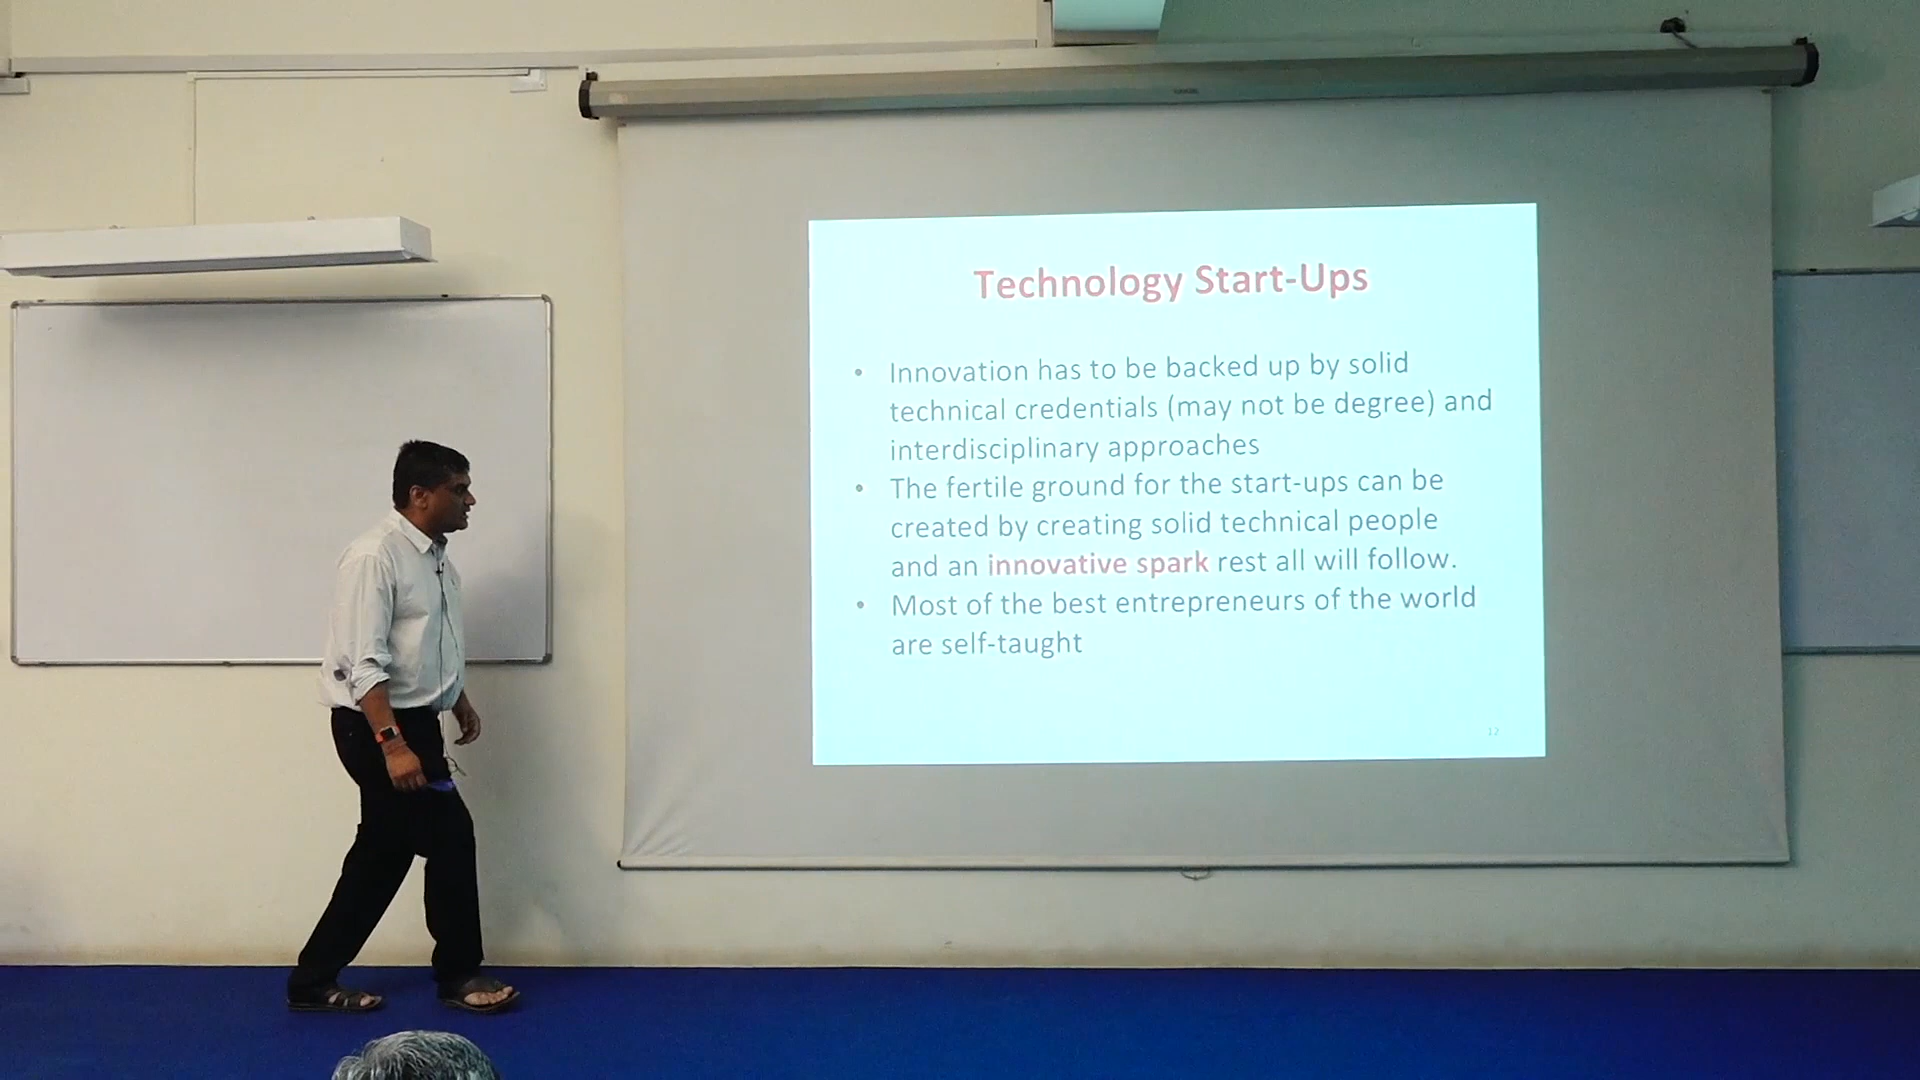 Technology Start-Ups
• Innovation has to be backed up by solid
technical credentials (may not be degree) and
interdisciplinary approaches
• The fertile ground for the start-ups can be
created by creating solid technical people
and an innovative spark rest all will follow.
• Most of the best entrepreneurs of the world
are self-taught
12